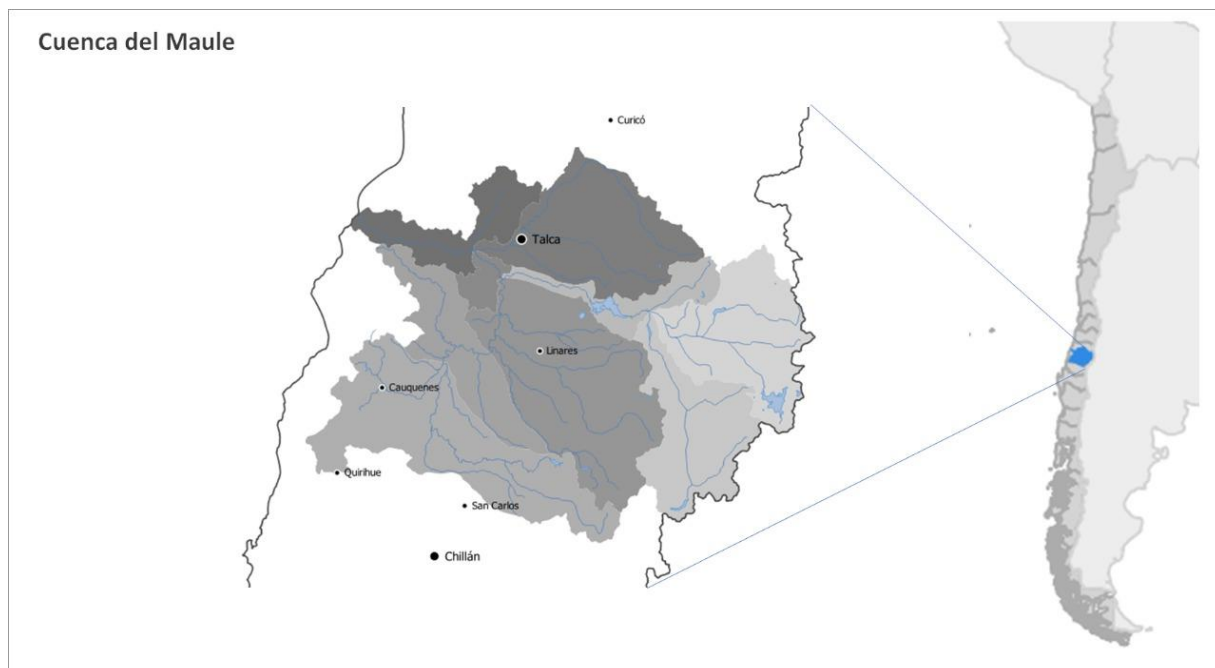 Cuenca del Maule
Curicó
Talca
Linares
Cauquenes
Quirihue
San Carlos
Chillán